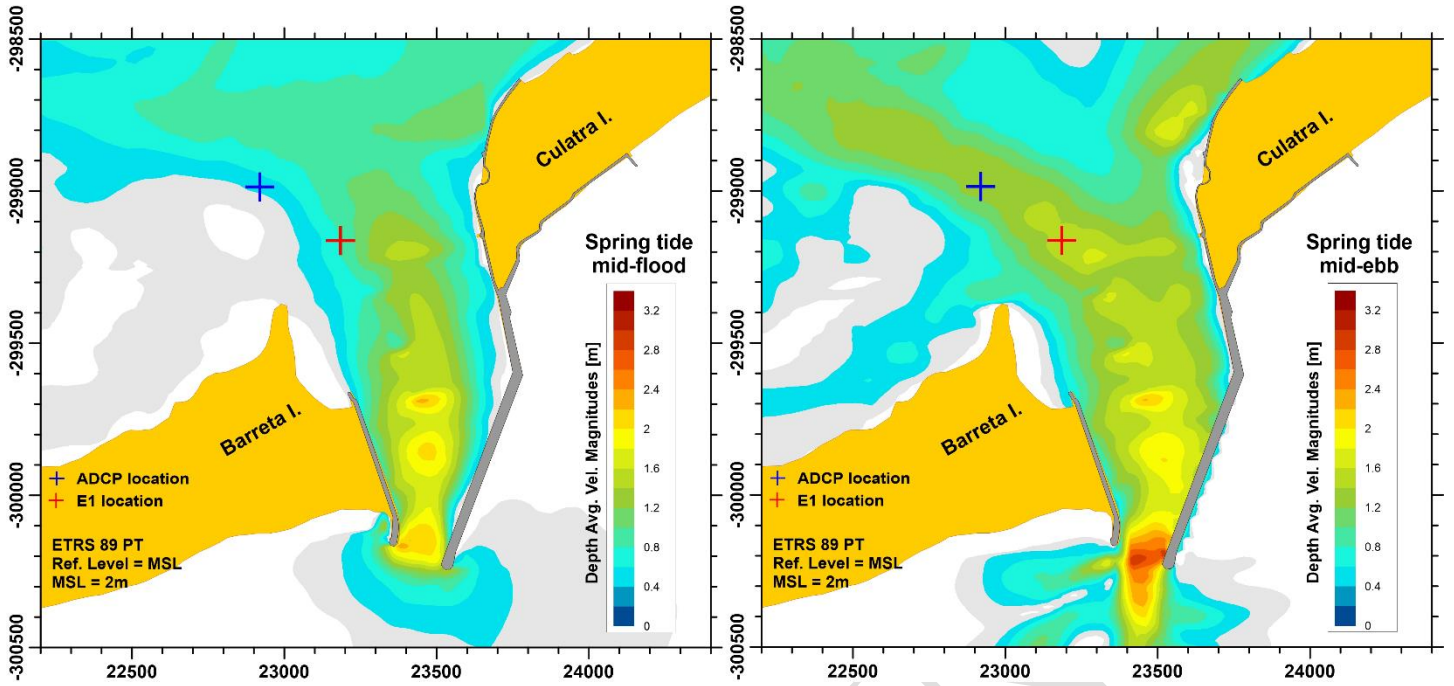 -298500
-299000
-299500
-300000
-300500
22500
23000
23500
24000
Culatra I.
Barreta I.
Spring tide
mid-flood
Depth Avg. Vel. Magnitudes [m]
3.2
2.8
2.4
2
1.6
1.2
0.8
0.4
0
ADCP location
E1 location
ETRS 89 PT
Ref. Level = MSL
MSL = 2m
-298500
-299000
-299500
-300000
-300500
22500
23000
23500
24000
Culatra I.
Barreta I.
Spring tide
mid-ebb
Depth Avg. Vel. Magnitudes [m]
3.2
2.8
2.4
2
1.6
1.2
0.8
0.4
0
ADCP location
E1 location
ETRS 89 PT
Ref. Level = MSL
MSL = 2m